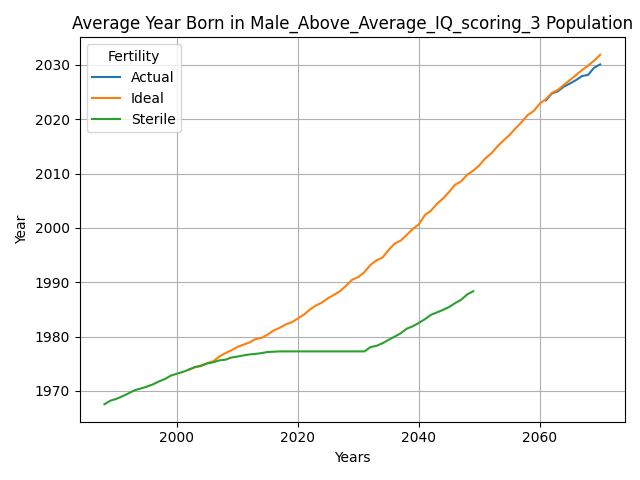 Average Year Born in Male_Above_Average_IQ_scoring_3 Population
Fertility
Actual
Ideal
Sterile
2030
2020
2010
2000
1990
1980
1970
Year
2000 2020 2040 2060
Years